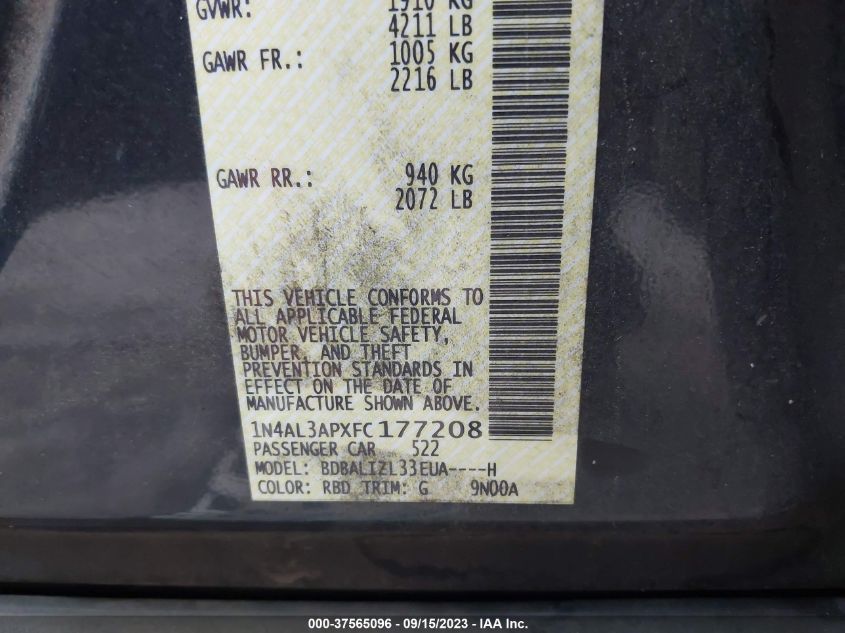 GVWR: 1910 KG
4211 LB
GAWR FR.: 1005 KG
2216 LB
GAWR RR.: 940 KG
2072 LB
THIS VEHICLE CONFORMS TO
ALL APPLICABLE FEDERAL
MOTOR VEHICLE SAFETY,
BUMPER, AND THEFT
PREVENTION STANDARDS IN
EFFECT ON THE DATE OF
MANUFACTURE SHOWN ABOVE.
1N4AL3APXFC177208
PASSENGER CAR 522
MODEL: BDBALIZL33EUA----H
COLOR: RBD TRIM: G 9N00A
000-37565096 - 09/15/2023 - IAA Inc.